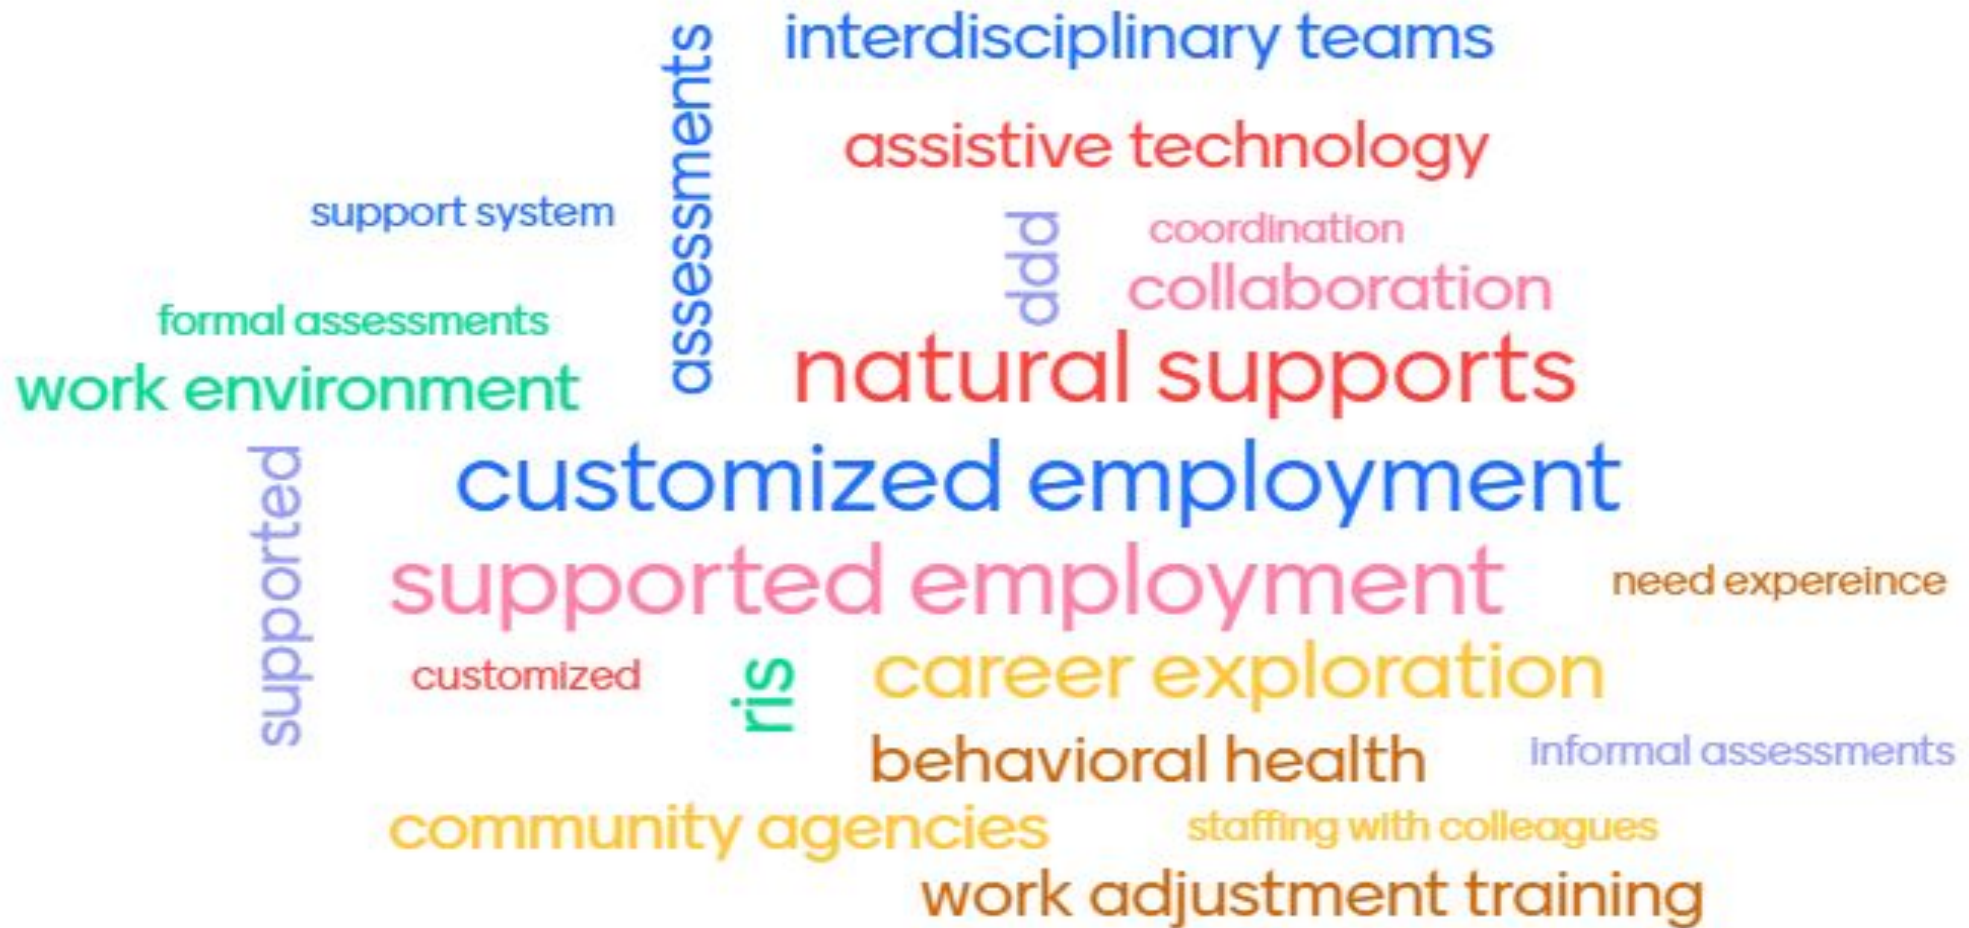 interdisciplinary teams
assessments
assistive technology
support system
ddd
coordination
collaboration
formal assessments
natural supports
work environment
customized employment
supported
supported employment
need expereince
customized
ris
career exploration
behavioral health
informal assessments
community agencies
staffing with colleagues
work adjustment training